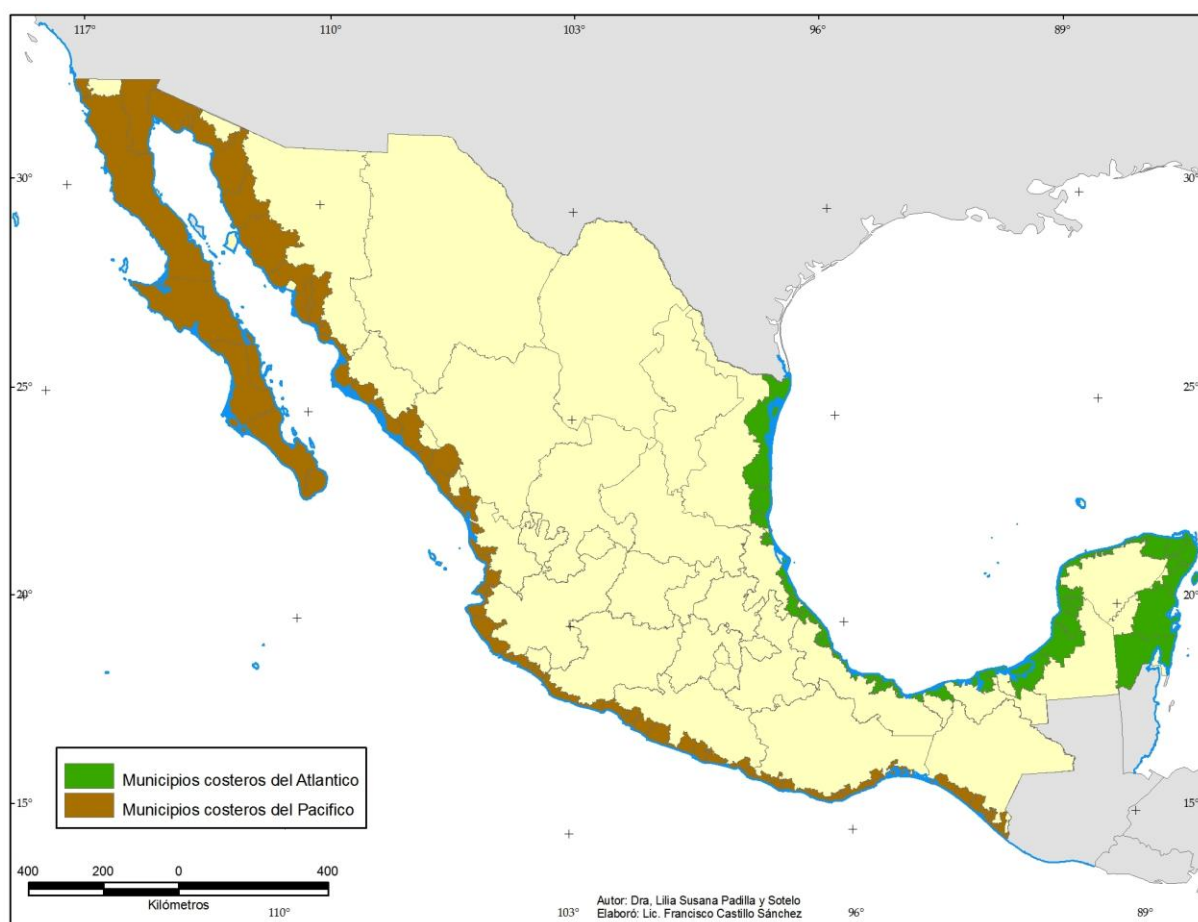 117° 110° 103° 96° 89°
30° 30°
25° 25°
20° 20°
15° 15°
Municipios costeros del Atlantico
Municipios costeros del Pacifico
400 200 0 400
Kilómetros
Autor: Dra, Lilia Susana Padilla y Sotelo
Elaboró: Lic. Francisco Castillo Sánchez
110° 103° 96° 89°